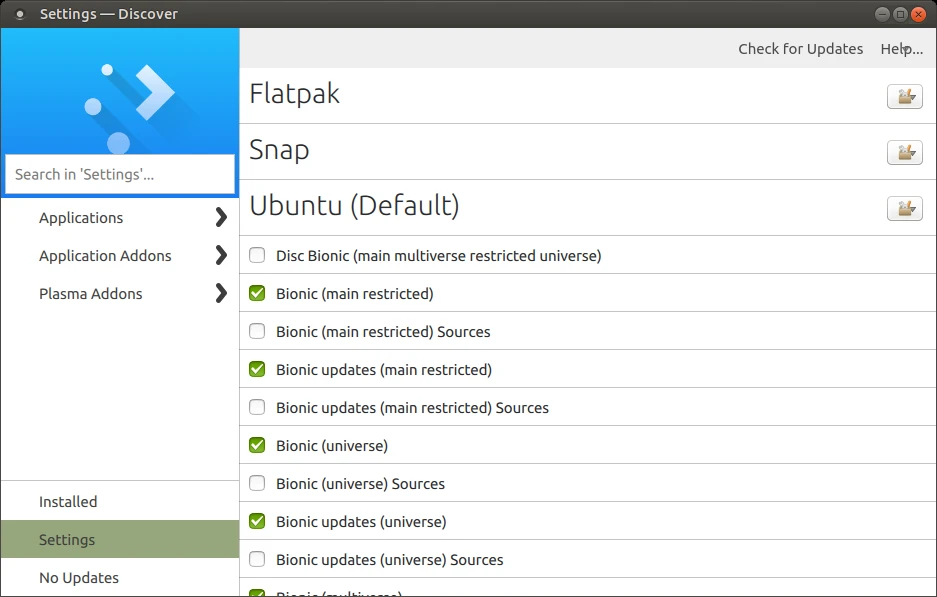 Settings — Discover
Check for Updates Help...
Search in 'Settings'...
Applications
Application Addons
Plasma Addons
Installed
Settings
No Updates
Flatpak
Snap
Ubuntu (Default)
Disc Bionic (main multiverse restricted universe)
Bionic (main restricted)
Bionic (main restricted) Sources
Bionic updates (main restricted)
Bionic updates (main restricted) Sources
Bionic (universe)
Bionic (universe) Sources
Bionic updates (universe)
Bionic updates (universe) Sources
Bionic (multiverse)